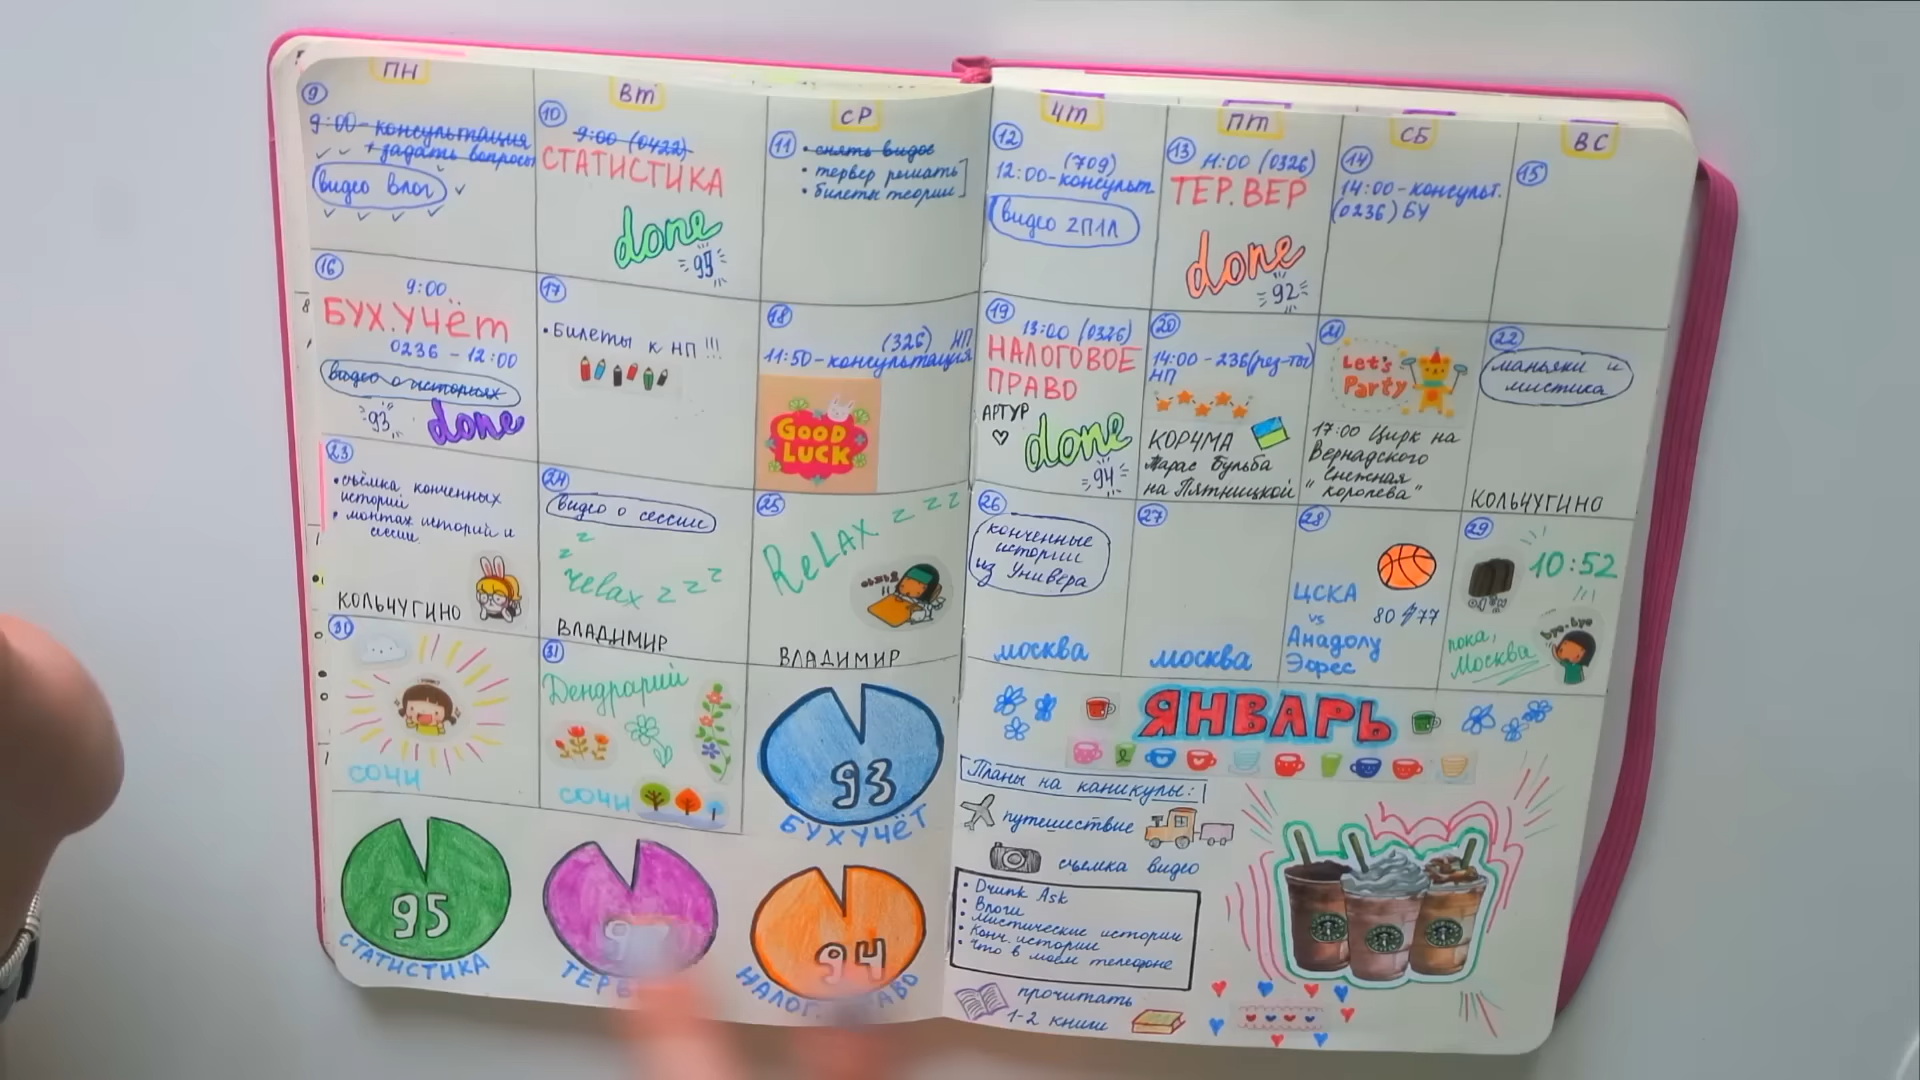 ПН
ВТ
СР
ЧТ
ПТ
СБ
ВС
9
9:00 - консультация
+ задать вопросы
видео влог
10
9:00 (0422)
СТАТИСТИКА
done
95
11
• снять видос
• тервер решать
• билеты теории
12
(709)
12:00-консульт.
видео 2П1Л
13
11:00 (0326)
ТЕР.ВЕР
done
92
14
14:00-консульт.
(0236) БУ
15
16
9:00
БУХ.УЧЁТ
0236 - 12:00
видео о историях
93
done
17
• Билеты к НП !!!
18
(326) НП
11:50-консультация
GOOD
LUCK
19
13:00 (0326)
НАЛОГОВОЕ
ПРАВО
АРТУР
done
94
20
14:00-236(рез-ты)
НП
КОРЧМА
Тарас Бульба
на Пятницкой
21
Let's
Party
17:00 Цирк на
Вернадского
"Снежная
королева"
22
маньяки и
мистика
КОЛЬЧУГИНО
23
• съёмка конченных
историй
• монтаж историй и
сессии
КОЛЬЧУГИНО
24
видео о сессии
z
z
relax z z z
ВЛАДИМИР
25
ReLAX z z z
ВЛАДИМИР
26
конченные
истории
из Универа
москва
27
москва
28
ЦСКА
80 77
vs
Анадолу
Эфес
29
10:52
пока,
Москва
bye-bye
30
СОЧИ
31
Дендрарий
СОЧИ
93
БУХУЧЁТ
95
СТАТИСТИКА
ТЕР
94
НАЛОГ.
ЯНВАРЬ
Планы на каникулы:
путешествие
съемка видео
• Drunk Ask
• Влоги
• Мистические истории
• Конч. истории
• Что в моем телефоне
прочитать
1-2 книги